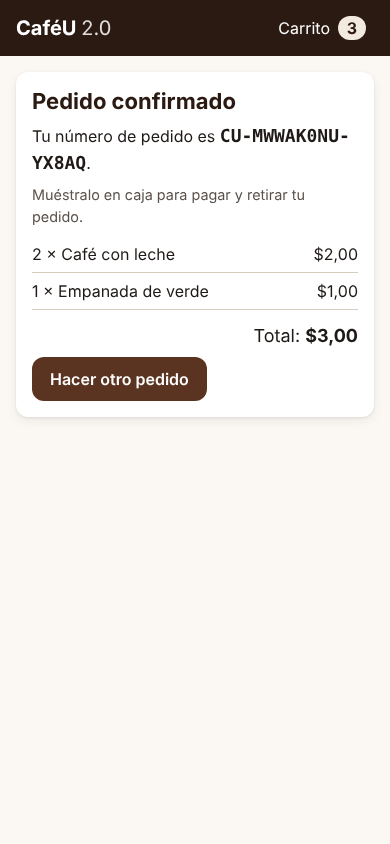 CaféU 2.0 Carrito 3
Pedido confirmado
Tu número de pedido es CU-MWWAK0NU-
YX8AQ.
Muéstralo en caja para pagar y retirar tu
pedido.
2 × Café con leche $2,00
1 × Empanada de verde $1,00
Total: $3,00
Hacer otro pedido